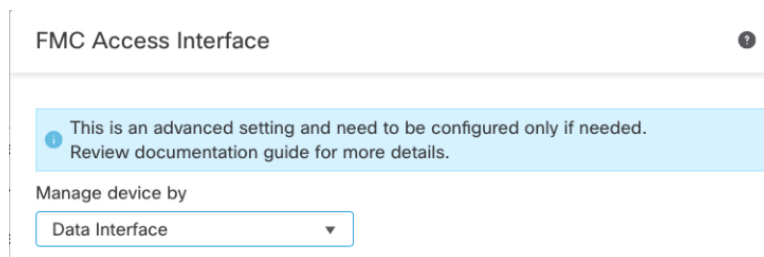 FMC Access Interface
This is an advanced setting and need to be configured only if needed.
Review documentation guide for more details.
Manage device by
Data Interface